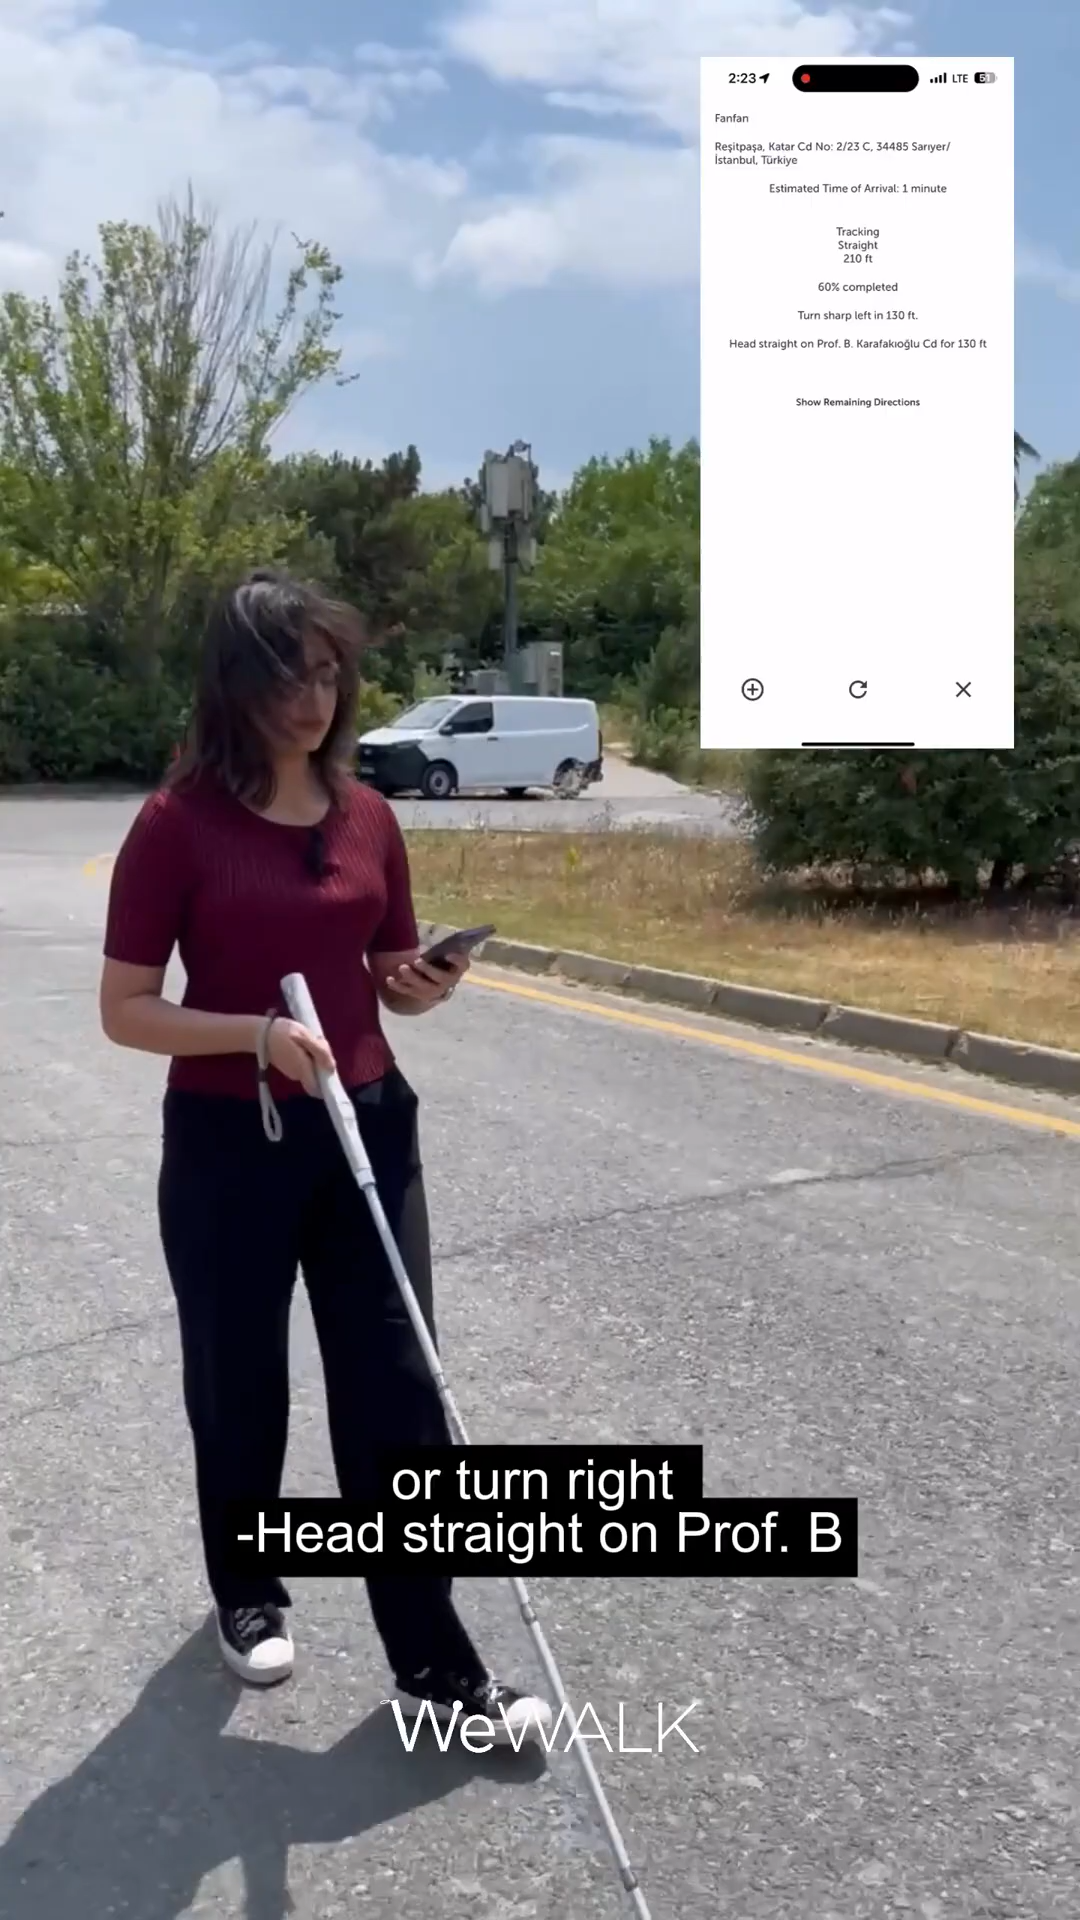 2:23
LTE
Fanfan
Reşitpaşa, Katar Cd No: 2/23 C, 34485 Sarıyer/
İstanbul, Türkiye
Estimated Time of Arrival: 1 minute
Tracking
Straight
210 ft
60% completed
Turn sharp left in 130 ft.
Head straight on Prof. B. Karafakıoğlu Cd for 130 ft
Show Remaining Directions
or turn right
-Head straight on Prof. B
WeWALK